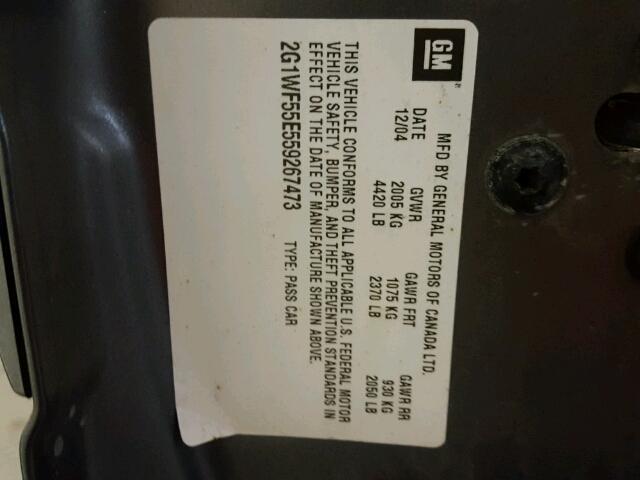 GM
MFD BY GENERAL MOTORS OF CANADA LTD.
DATE GVWR GAWR FRT GAWR RR
12/04 2005 KG 1075 KG 930 KG
4420 LB 2370 LB 2050 LB
THIS VEHICLE CONFORMS TO ALL APPLICABLE U.S. FEDERAL MOTOR
VEHICLE SAFETY, BUMPER, AND THEFT PREVENTION STANDARDS IN
EFFECT ON THE DATE OF MANUFACTURE SHOWN ABOVE.
2G1WF55E559267473 TYPE: PASS CAR